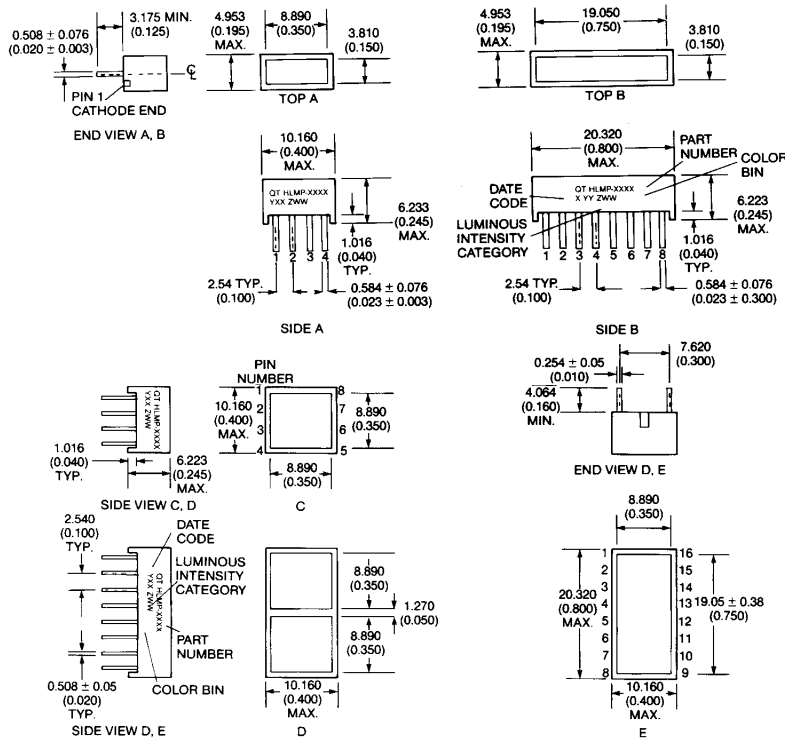 3.175 MIN.
(0.125)
0.508 ± 0.076
(0.020 ± 0.003)
PIN 1
CATHODE END
℄
END VIEW A, B
4.953
(0.195)
MAX.
8.890
(0.350)
3.810
(0.150)
TOP A
4.953
(0.195)
MAX.
19.050
(0.750)
3.810
(0.150)
TOP B
10.160
(0.400)
MAX.
QT HLMP-XXXX
YXX ZWW
6.233
(0.245)
MAX.
1.016
(0.040)
TYP.
1 2 3 4
2.54 TYP.
(0.100)
0.584 ± 0.076
(0.023 ± 0.003)
SIDE A
20.320
(0.800)
MAX.
PART
NUMBER
COLOR
BIN
DATE
CODE
QT HLMP-XXXX
X YY ZWW
LUMINOUS
INTENSITY
CATEGORY
6.223
(0.245)
MAX.
1.016
(0.040)
TYP.
1 2 3 4 5 6 7 8
2.54 TYP.
(0.100)
0.584 ± 0.076
(0.023 ± 0.300)
SIDE B
QT HLMP-XXXX
YXX ZWW
1.016
(0.040)
TYP.
6.223
(0.245)
MAX.
SIDE VIEW C, D
PIN
NUMBER
1 8
2 7
3 6
4 5
10.160
(0.400)
MAX.
8.890
(0.350)
8.890
(0.350)
C
7.620
(0.300)
0.254 ± 0.05
(0.010)
4.064
(0.160)
MIN.
END VIEW D, E
2.540
(0.100)
TYP.
DATE
CODE
LUMINOUS
INTENSITY
CATEGORY
QT HLMP-XXXX
YXX ZWW
PART
NUMBER
COLOR BIN
0.508 ± 0.05
(0.020)
TYP.
SIDE VIEW D, E
8.890
(0.350)
1.270
(0.050)
8.890
(0.350)
10.160
(0.400)
MAX.
D
8.890
(0.350)
1 16
2 15
3 14
4 13
5 12
6 11
7 10
8 9
20.320
(0.800)
MAX.
19.05 ± 0.38
(0.750)
10.160
(0.400)
MAX.
E